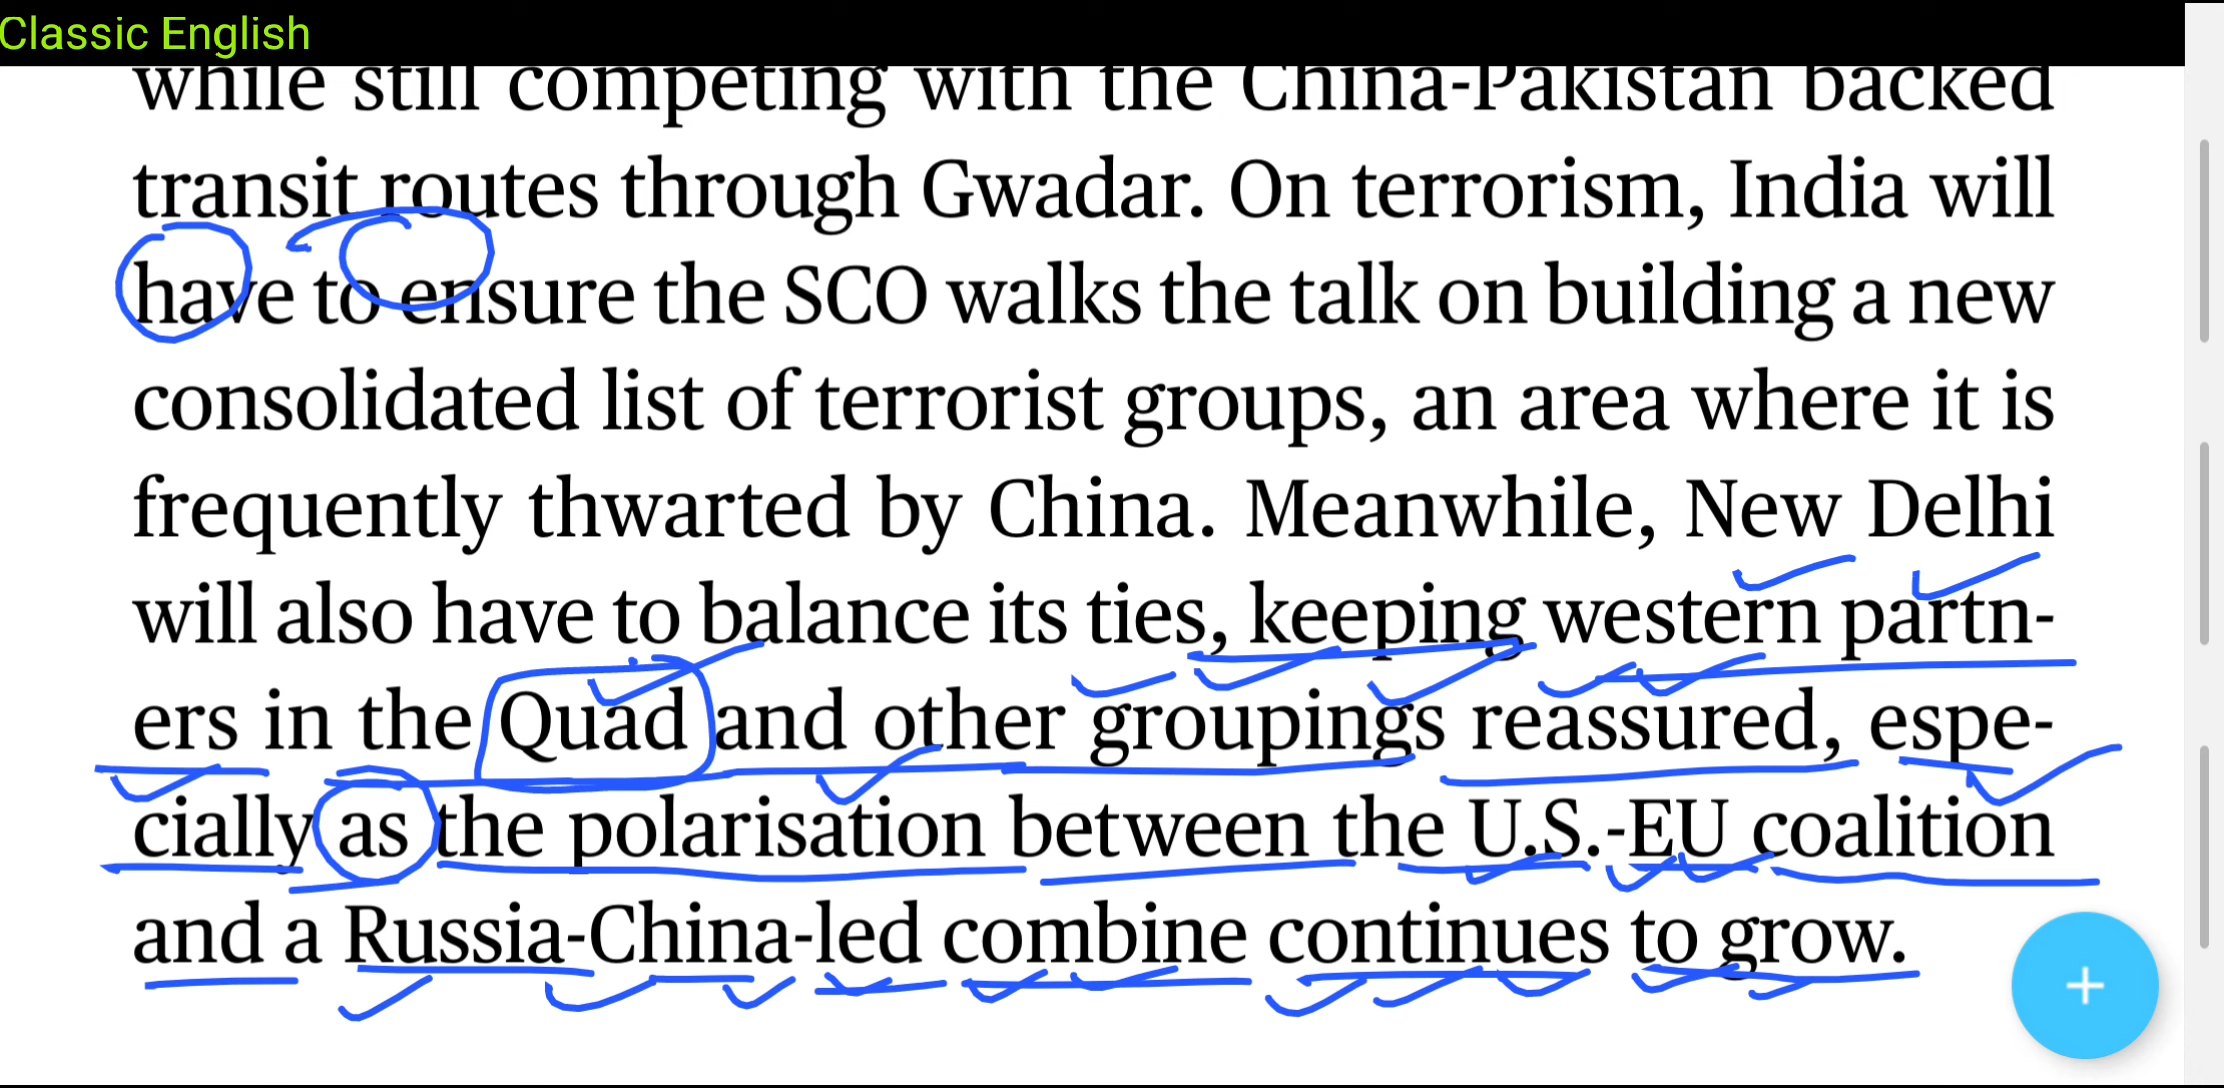 Classic English
while still competing with the China-Pakistan backed
transit routes through Gwadar. On terrorism, India will
have to ensure the SCO walks the talk on building a new
consolidated list of terrorist groups, an area where it is
frequently thwarted by China. Meanwhile, New Delhi
will also have to balance its ties, keeping western partn-
ers in the Quad and other groupings reassured, espe-
cially as the polarisation between the U.S.-EU coalition
and a Russia-China-led combine continues to grow.